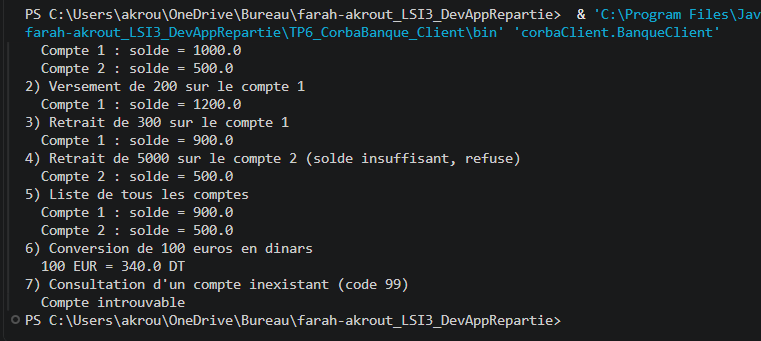 PS C:\Users\akrou\OneDrive\Bureau\farah-akrout_LSI3_DevAppRepartie>  & 'C:\Program Files\Jav
farah-akrout_LSI3_DevAppRepartie\TP6_CorbaBanque_Client\bin' 'corbaClient.BanqueClient'
  Compte 1 : solde = 1000.0
  Compte 2 : solde = 500.0
2) Versement de 200 sur le compte 1
  Compte 1 : solde = 1200.0
3) Retrait de 300 sur le compte 1
  Compte 1 : solde = 900.0
4) Retrait de 5000 sur le compte 2 (solde insuffisant, refuse)
  Compte 2 : solde = 500.0
5) Liste de tous les comptes
  Compte 1 : solde = 900.0
  Compte 2 : solde = 500.0
6) Conversion de 100 euros en dinars
  100 EUR = 340.0 DT
7) Consultation d'un compte inexistant (code 99)
  Compte introuvable
PS C:\Users\akrou\OneDrive\Bureau\farah-akrout_LSI3_DevAppRepartie>